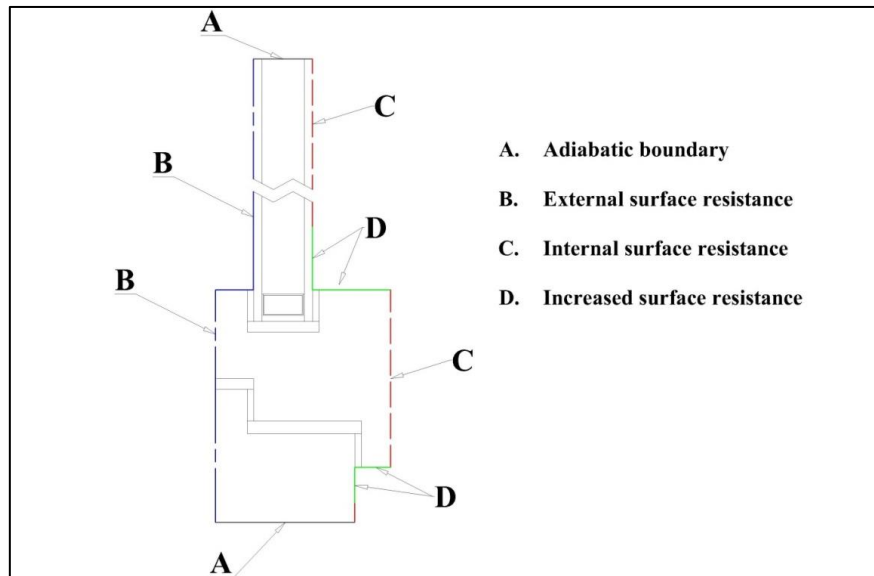 A
C
B
D
B
C
D
A
A. Adiabatic boundary
B. External surface resistance
C. Internal surface resistance
D. Increased surface resistance